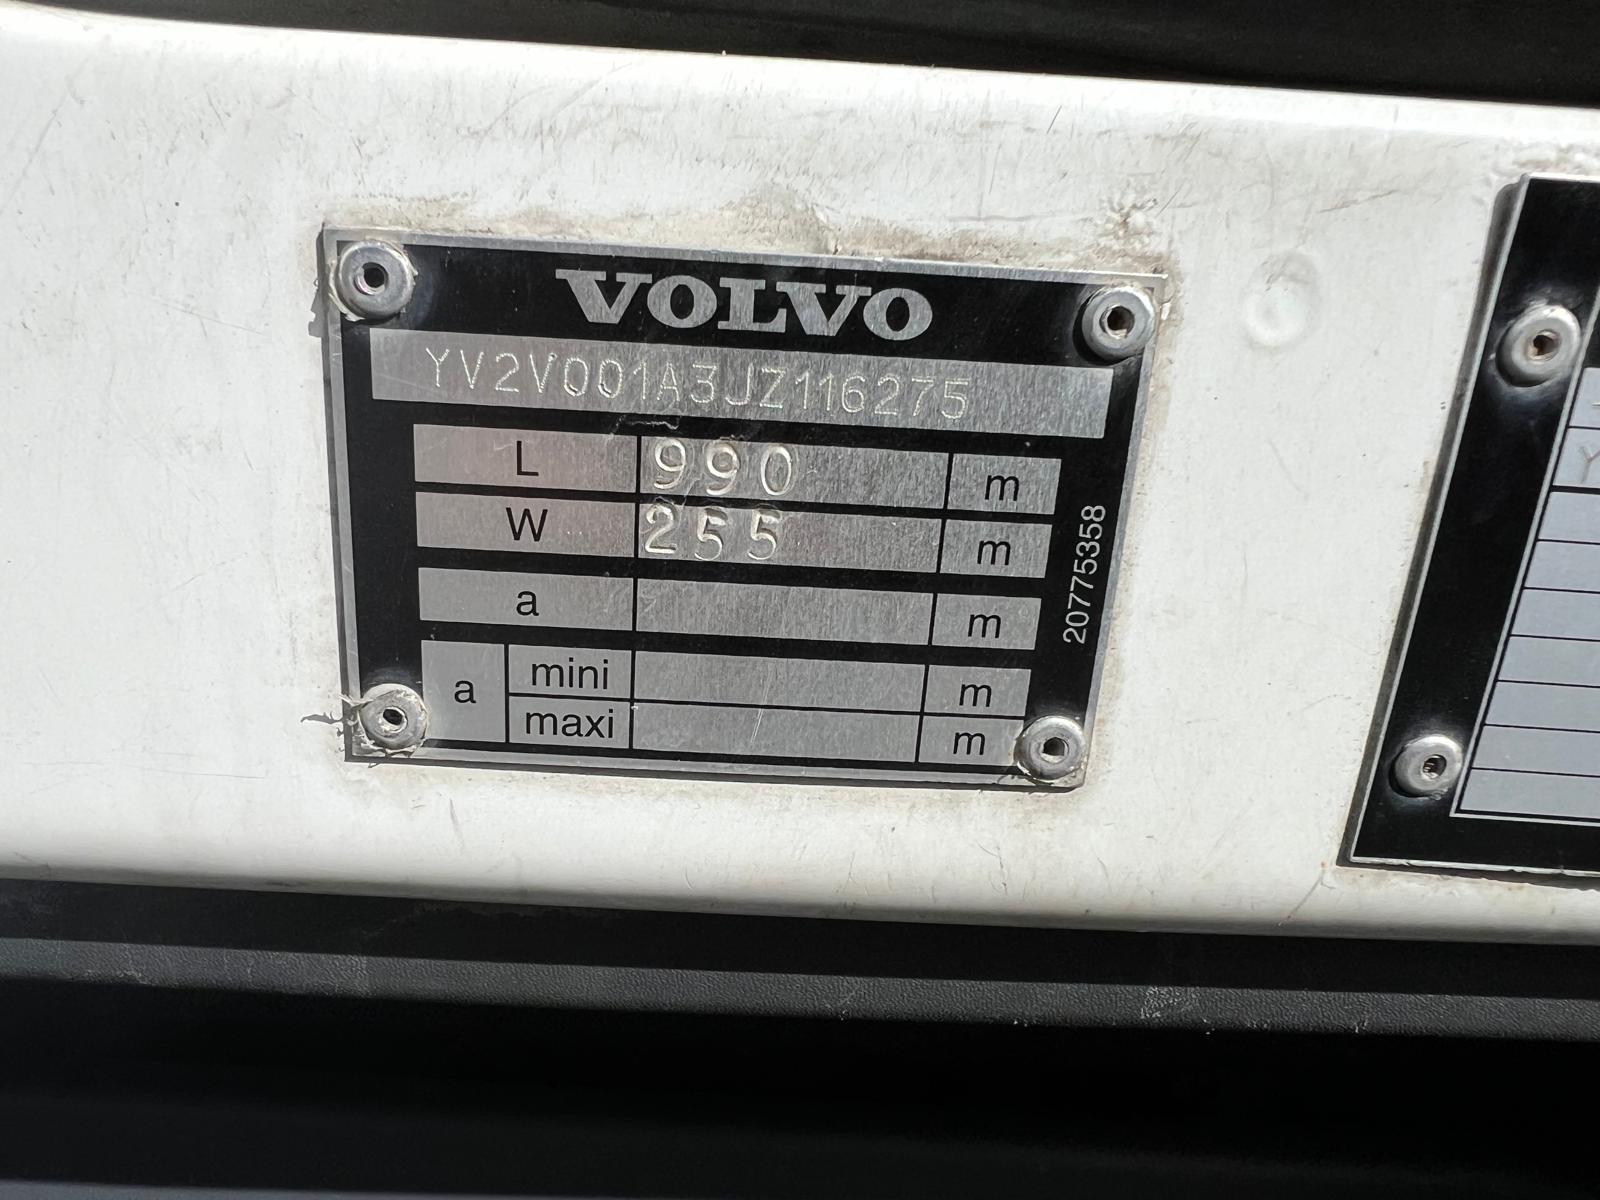 VOLVO
YV2V001A3JZ116275
L 990 m
W 255 m
a m
a mini m
maxi m
20775358
Y